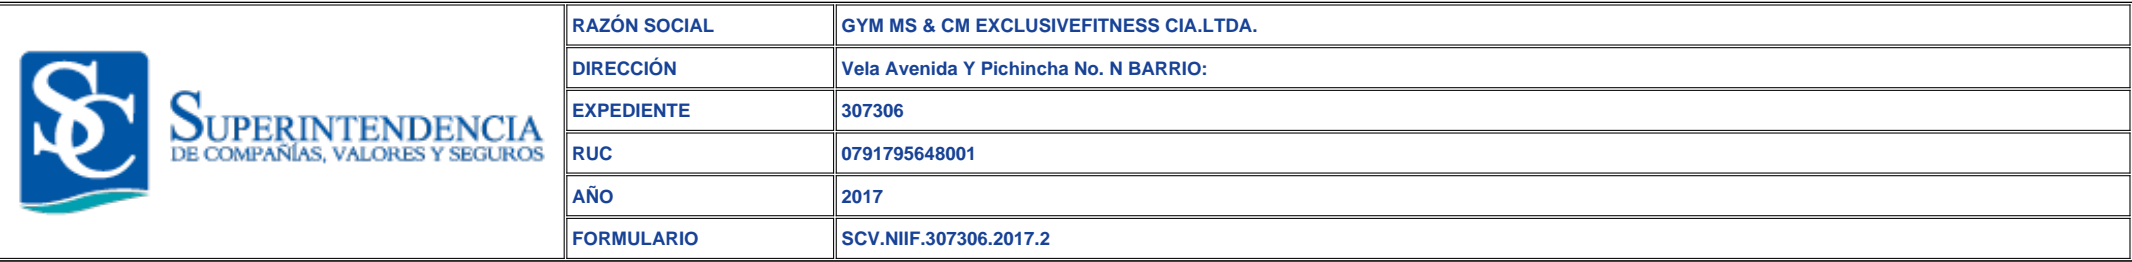 SC
SUPERINTENDENCIA
DE COMPAÑÍAS, VALORES Y SEGUROS
RAZÓN SOCIAL GYM MS & CM EXCLUSIVEFITNESS CIA.LTDA.
DIRECCIÓN Vela Avenida Y Pichincha No. N BARRIO:
EXPEDIENTE 307306
RUC 0791795648001
AÑO 2017
FORMULARIO SCV.NIIF.307306.2017.2